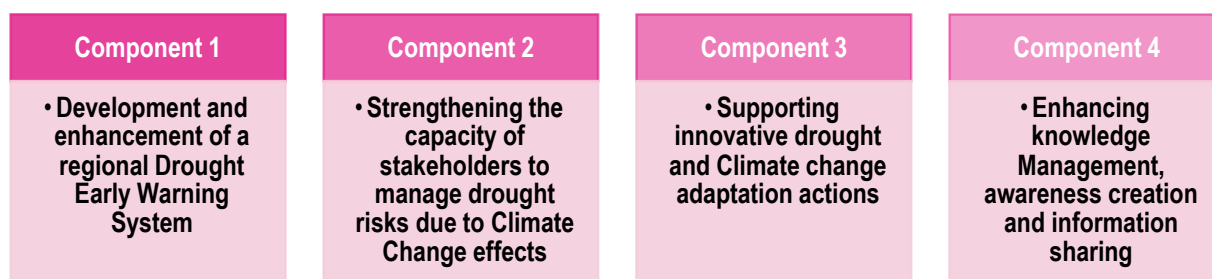 Component 1
• Development and
enhancement of a
regional Drought
Early Warning
System
Component 2
• Strengthening the
capacity of
stakeholders to
manage drought
risks due to Climate
Change effects
Component 3
• Supporting
innovative drought
and Climate change
adaptation actions
Component 4
• Enhancing
knowledge
Management,
awareness creation
and information
sharing